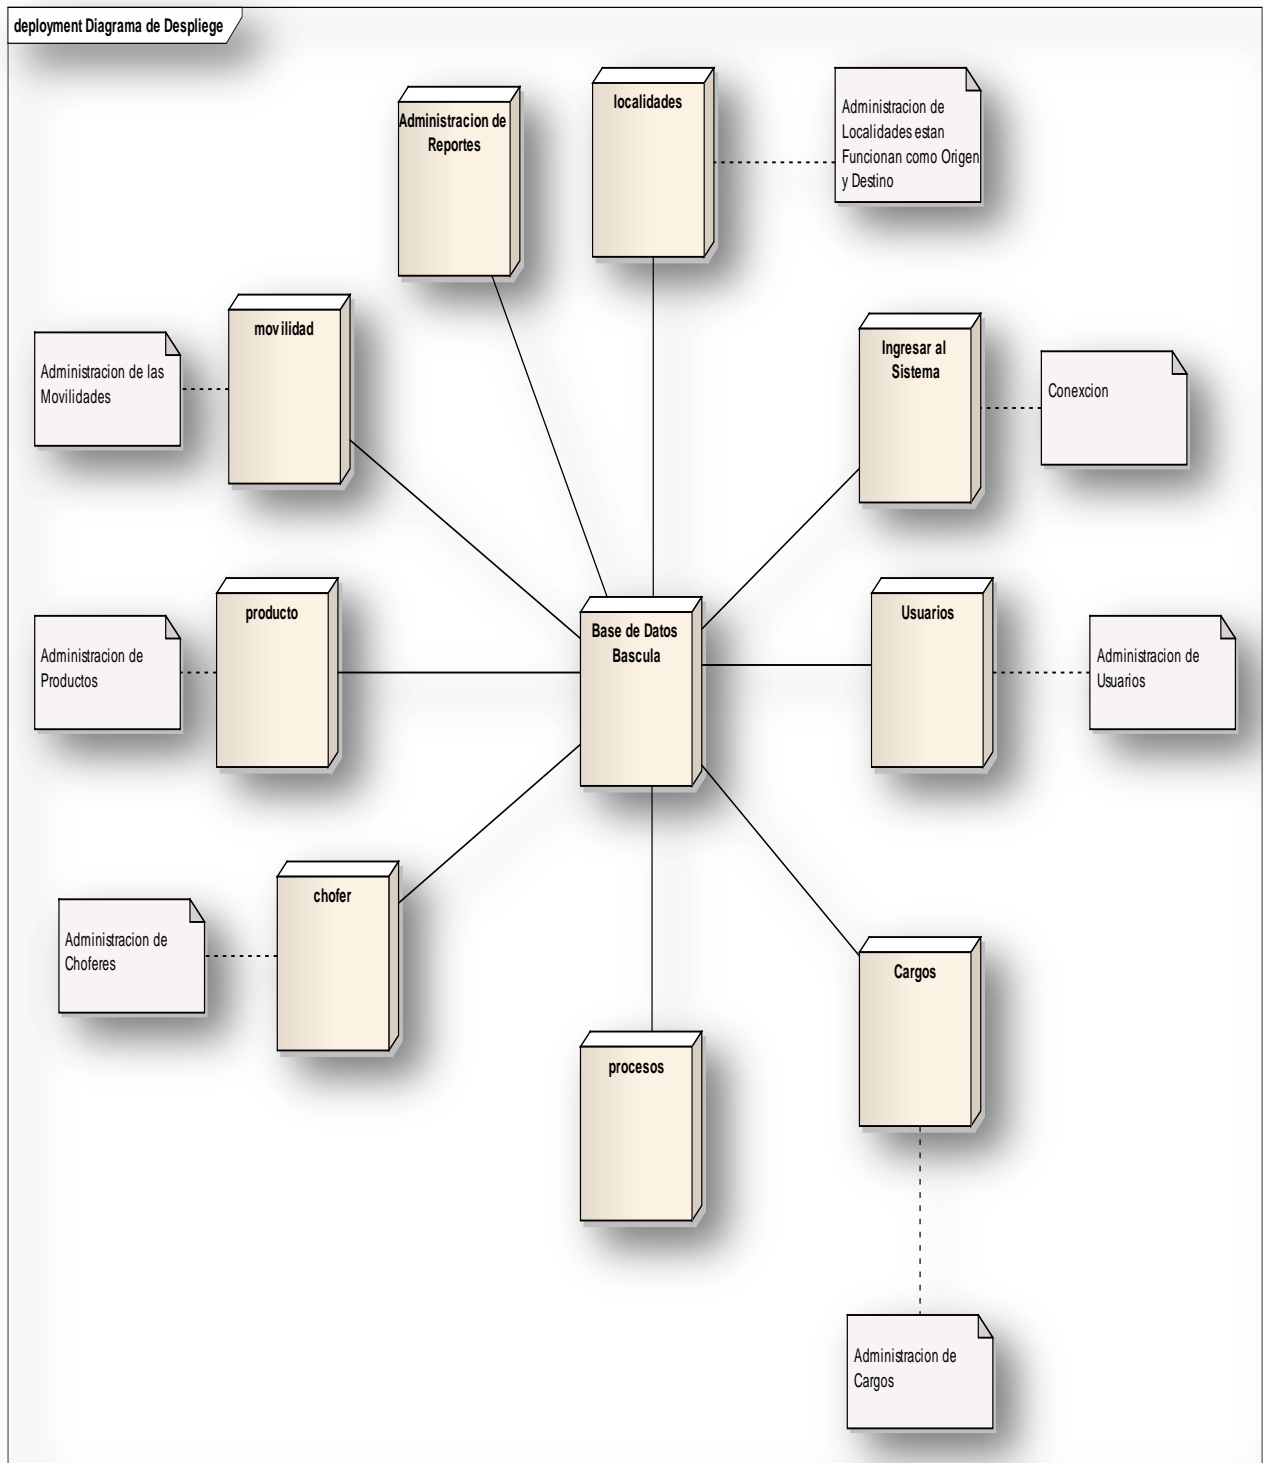 deployment Diagrama de Despliege
localidades
Administracion de
Localidades estan
Funcionan como Origen
y Destino
Administracion de
Reportes
movilidad
Administracion de las
Movilidades
Ingresar al
Sistema
Conexcion
producto
Administracion de
Productos
Base de Datos
Bascula
Usuarios
Administracion de
Usuarios
chofer
Administracion de
Choferes
Cargos
procesos
Administracion de
Cargos